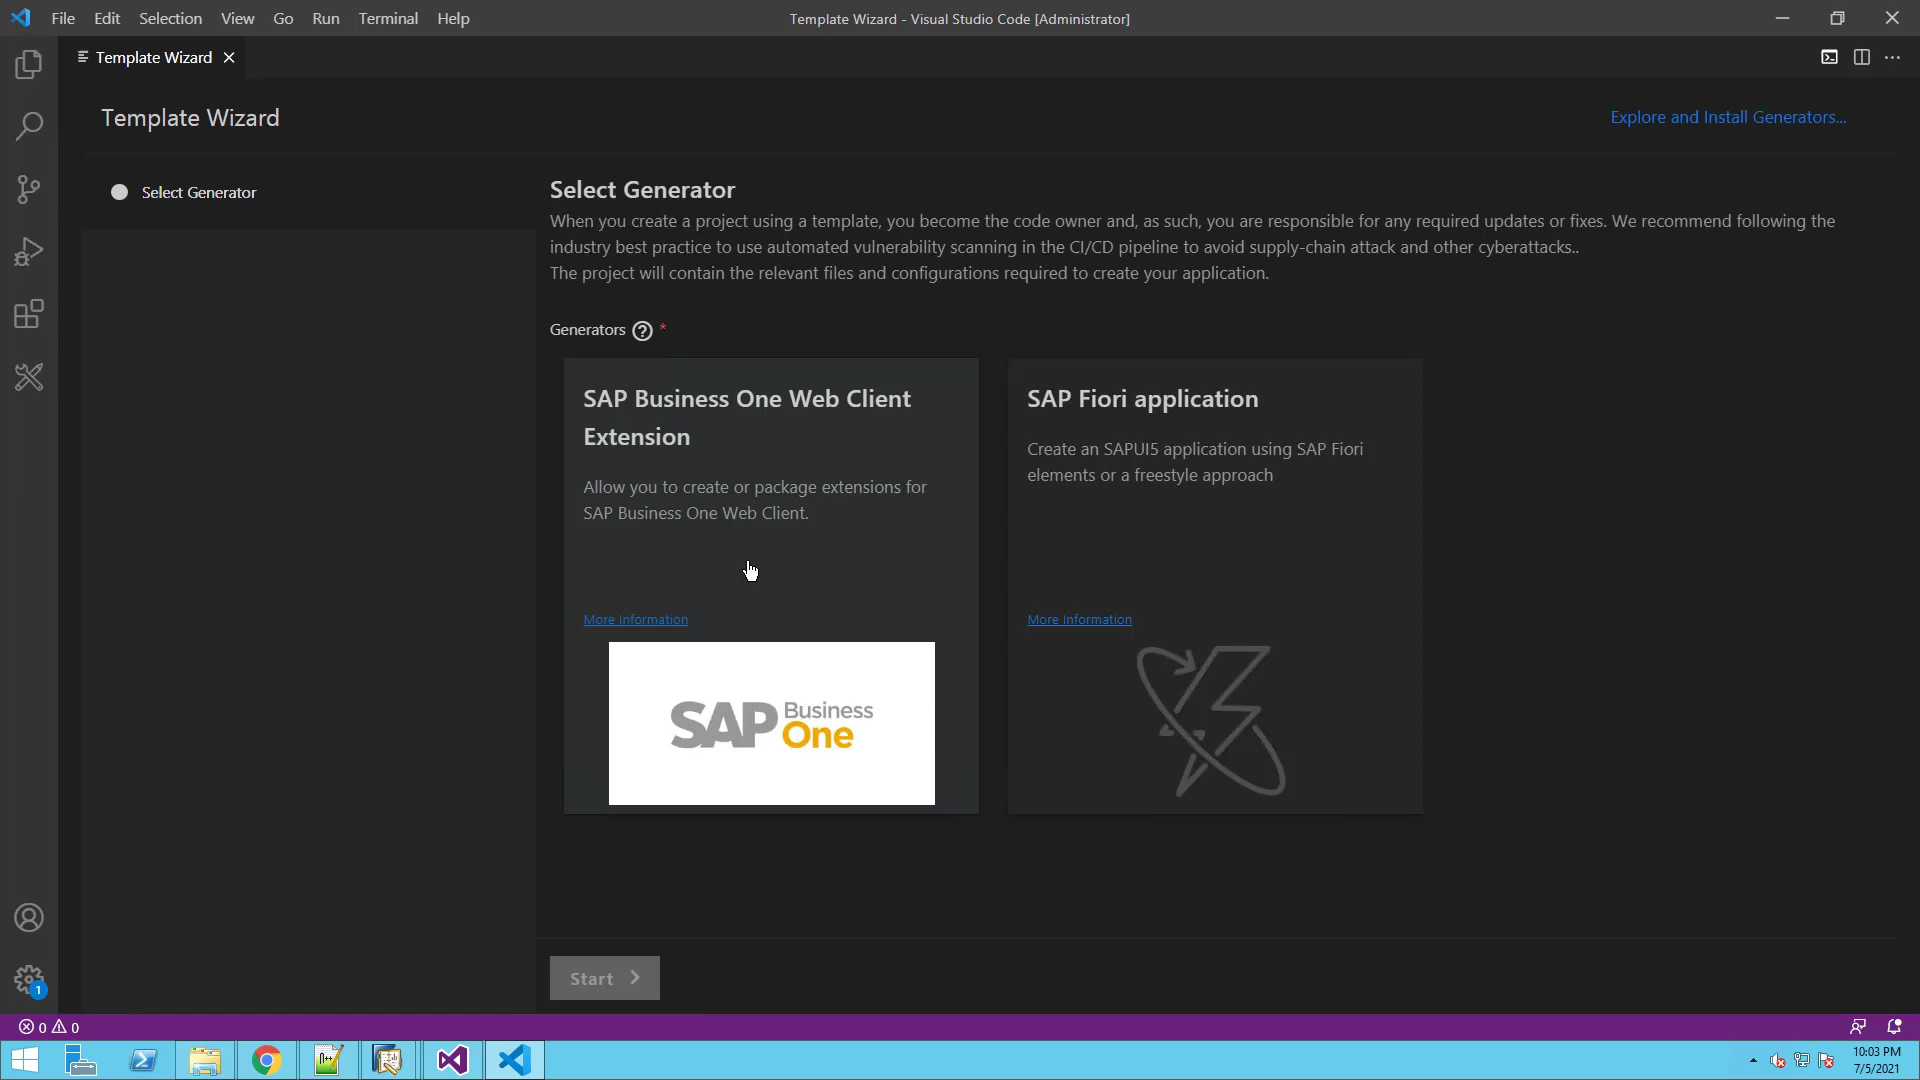 File Edit Selection View Go Run Terminal Help
Template Wizard - Visual Studio Code [Administrator]
Template Wizard
Template Wizard
Explore and Install Generators...
Select Generator
Select Generator
When you create a project using a template, you become the code owner and, as such, you are responsible for any required updates or fixes. We recommend following the
industry best practice to use automated vulnerability scanning in the CI/CD pipeline to avoid supply-chain attack and other cyberattacks..
The project will contain the relevant files and configurations required to create your application.
Generators ? *
SAP Business One Web Client
Extension
Allow you to create or package extensions for
SAP Business One Web Client.
More Information
SAP Business
One
SAP Fiori application
Create an SAPUI5 application using SAP Fiori
elements or a freestyle approach
More Information
Start
1
0 0
10:03 PM
7/5/2021